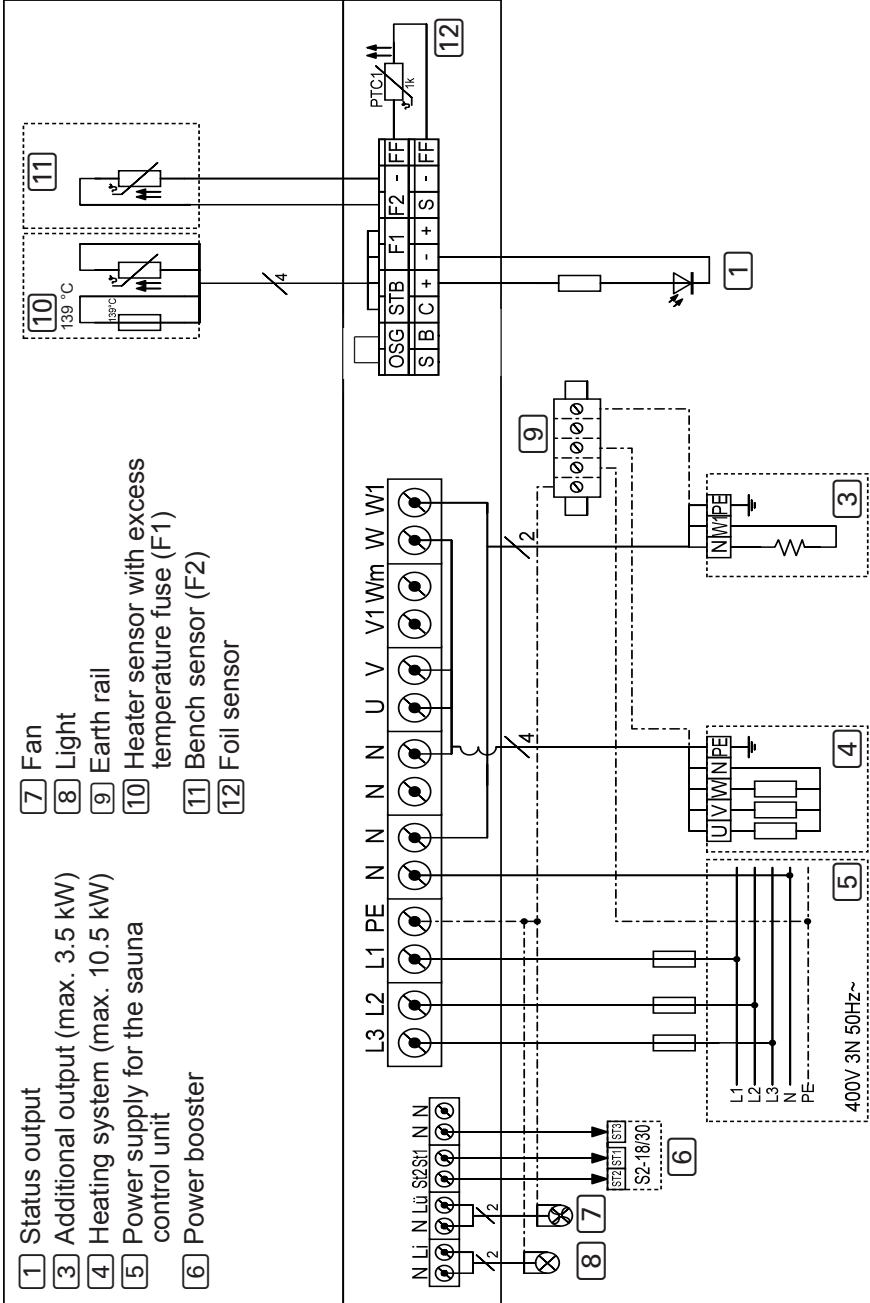 1 Status output
3 Additional output (max. 3.5 kW)
4 Heating system (max. 10.5 kW)
5 Power supply for the sauna
control unit
6 Power booster
7 Fan
8 Light
9 Earth rail
10 Heater sensor with excess
temperature fuse (F1)
11 Bench sensor (F2)
12 Foil sensor
10
139 °C
139°C
11
4
PTC1
1k
12
OSG STB F1 F2 - FF
S B C + - + S - FF
1
N Li N Lü St2 St1 N N
L3 L2 L1 PE N N N N U V V1 Wm W W1
2
2
8
7
ST2 ST1 ST3
S2-18/30
6
4
2
9
L1
L2
L3
N
PE
400V 3N 50Hz~
5
U V W N PE
4
N W1 PE
3